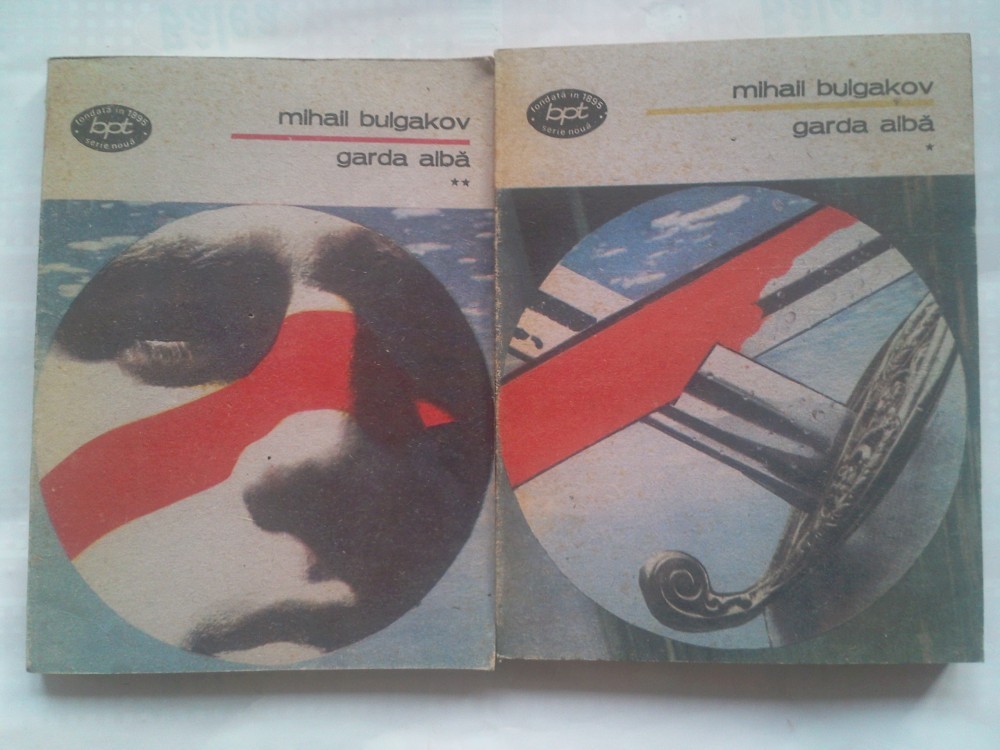 fondată în 1895
bpt
serie nouă
mihail bulgakov
garda albă
**
fondată în 1895
bpt
serie nouă
mihail bulgakov
garda albă
*